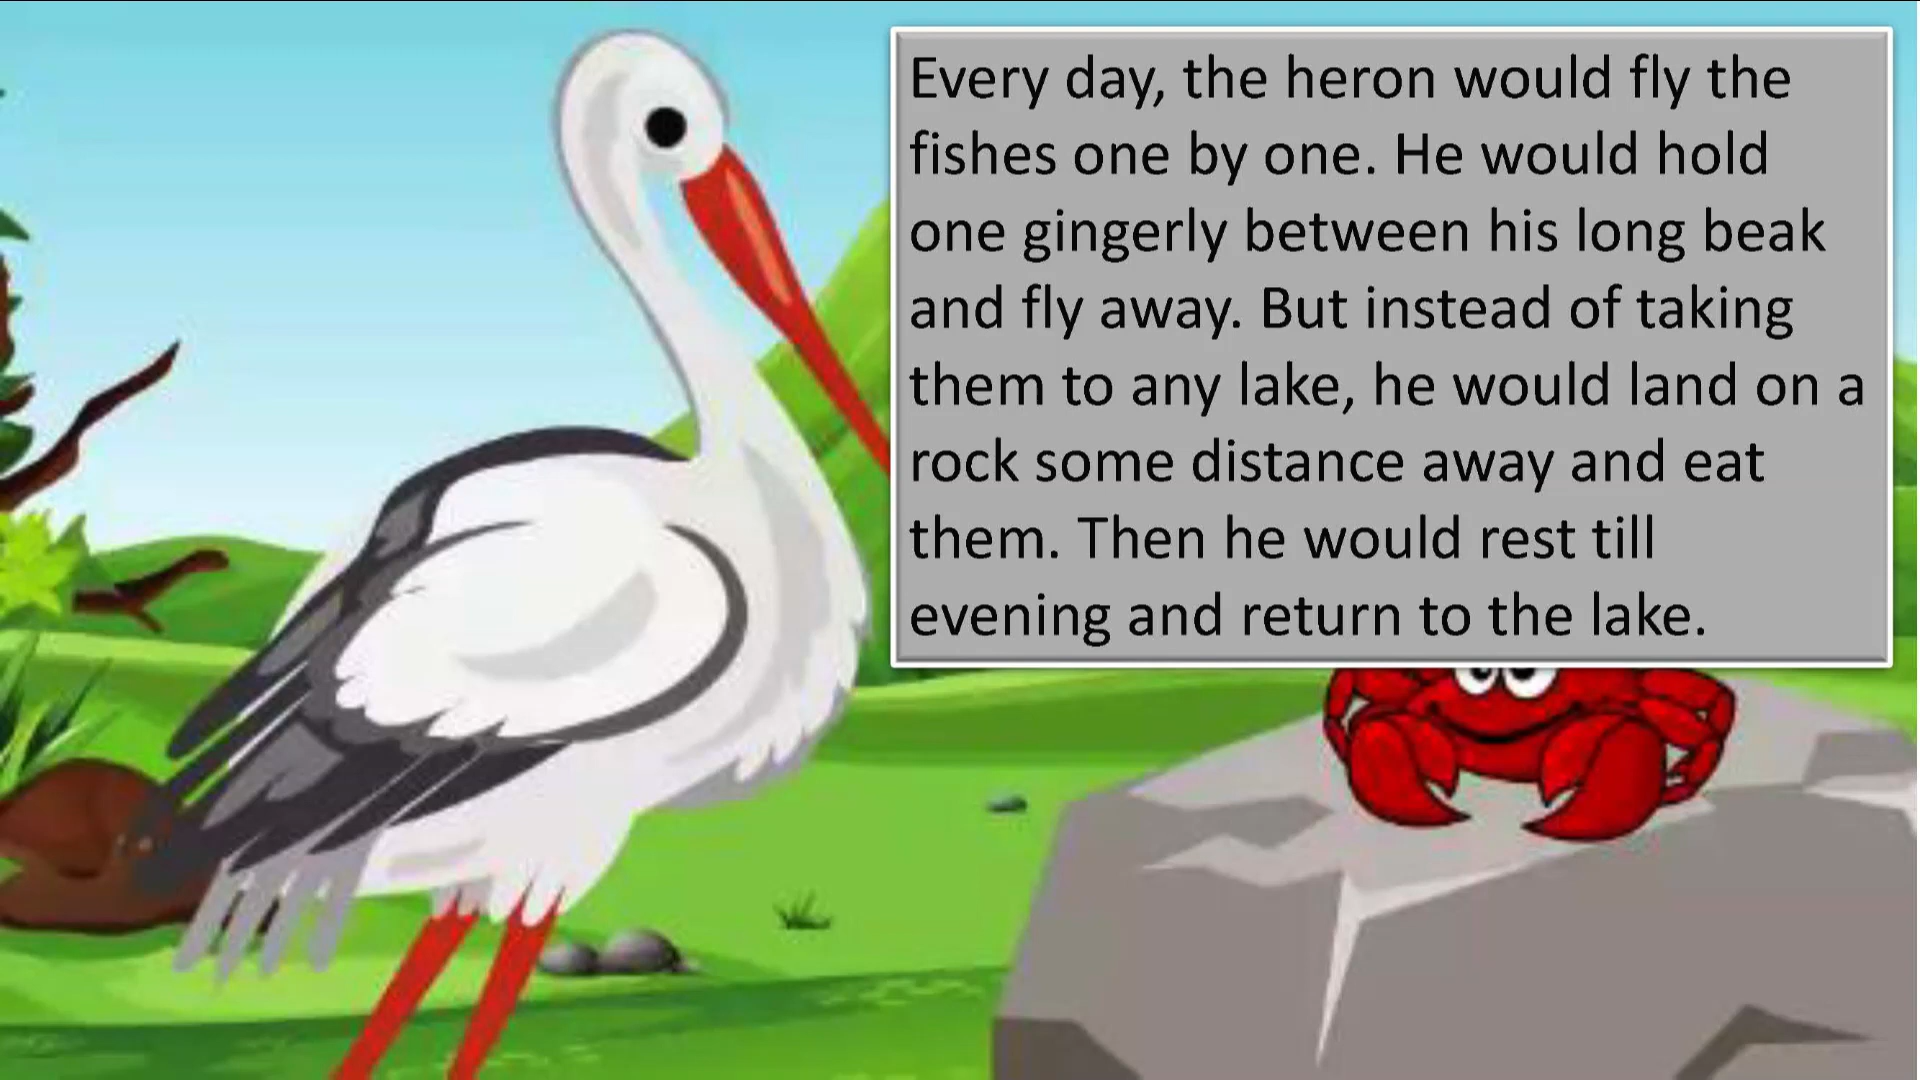 Every day, the heron would fly the
fishes one by one. He would hold
one gingerly between his long beak
and fly away. But instead of taking
them to any lake, he would land on a
rock some distance away and eat
them. Then he would rest till
evening and return to the lake.